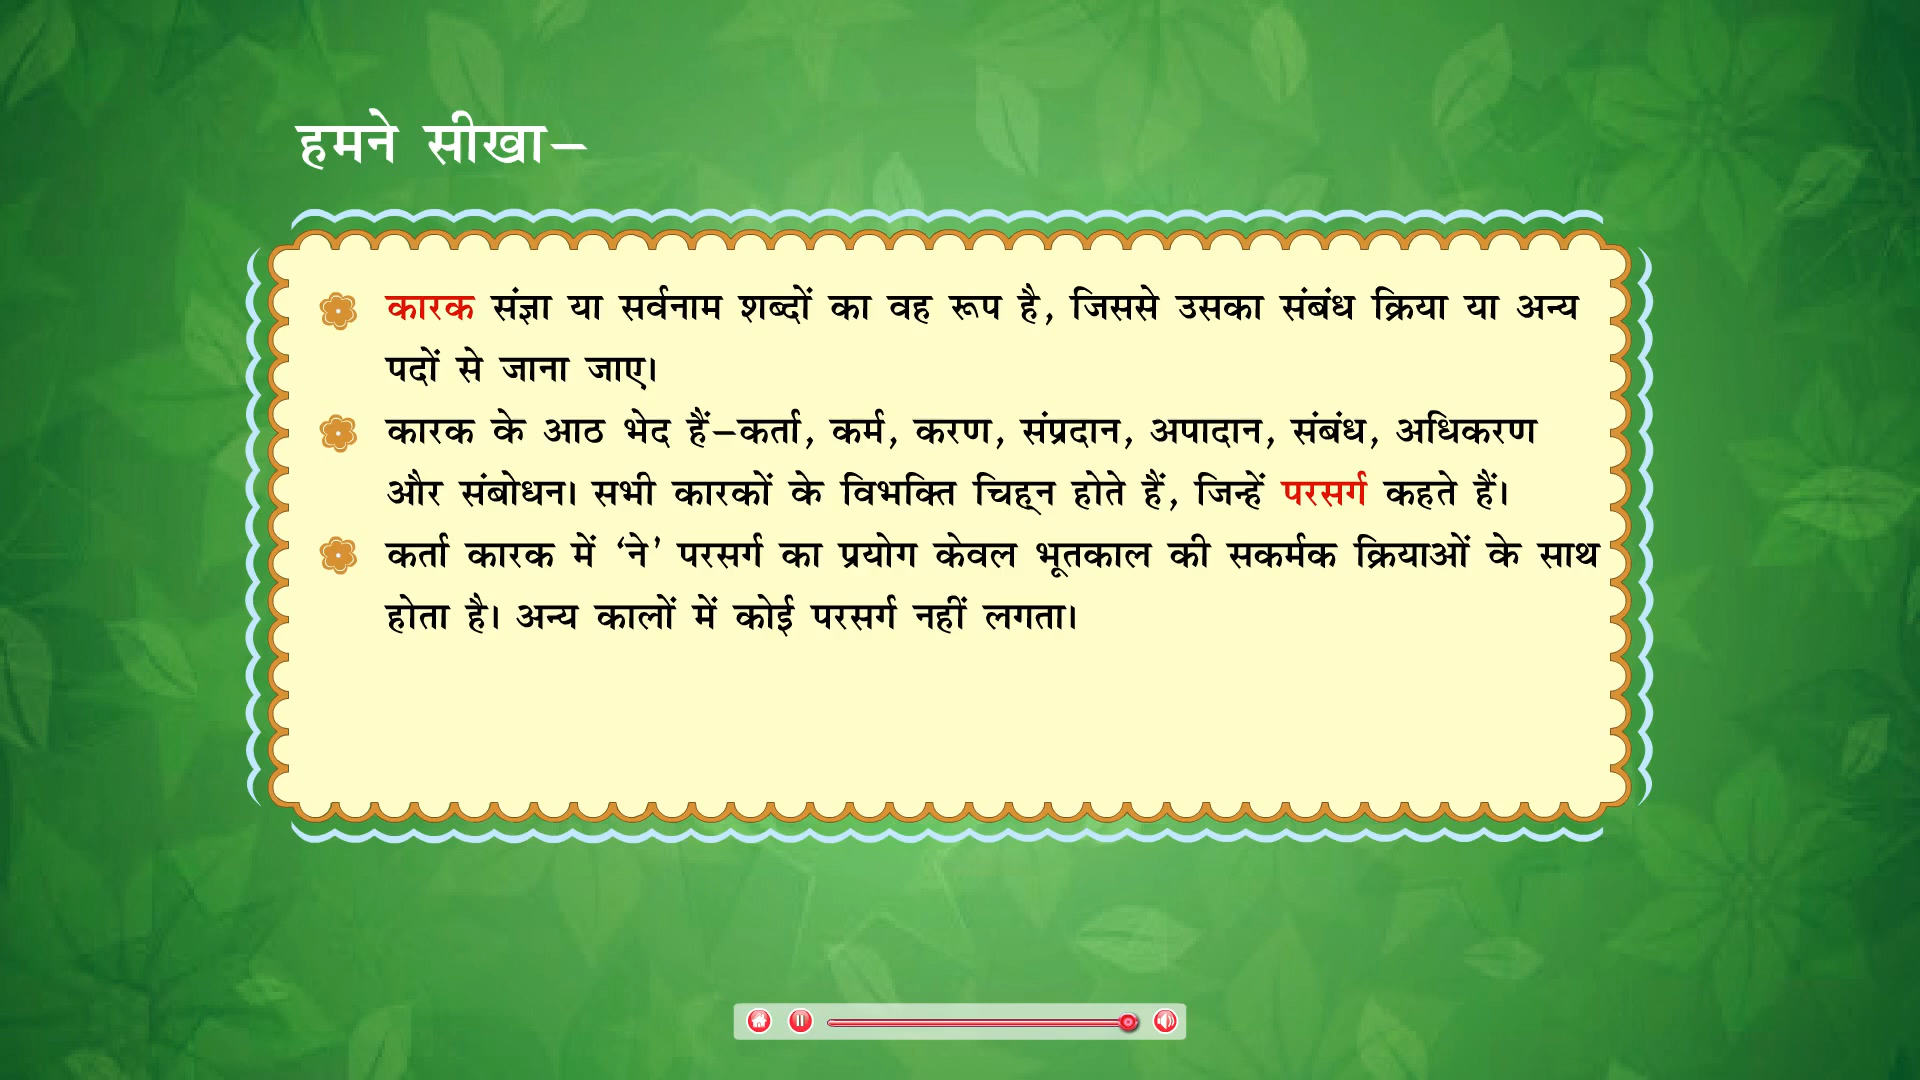 हमने सीखा–
कारक संज्ञा या सर्वनाम शब्दों का वह रूप है, जिससे उसका संबंध क्रिया या अन्य
पदों से जाना जाए।
कारक के आठ भेद हैं–कर्ता, कर्म, करण, संप्रदान, अपादान, संबंध, अधिकरण
और संबोधन। सभी कारकों के विभक्ति चिह्न होते हैं, जिन्हें परसर्ग कहते हैं।
कर्ता कारक में ‘ने’ परसर्ग का प्रयोग केवल भूतकाल की सकर्मक क्रियाओं के साथ
होता है। अन्य कालों में कोई परसर्ग नहीं लगता।